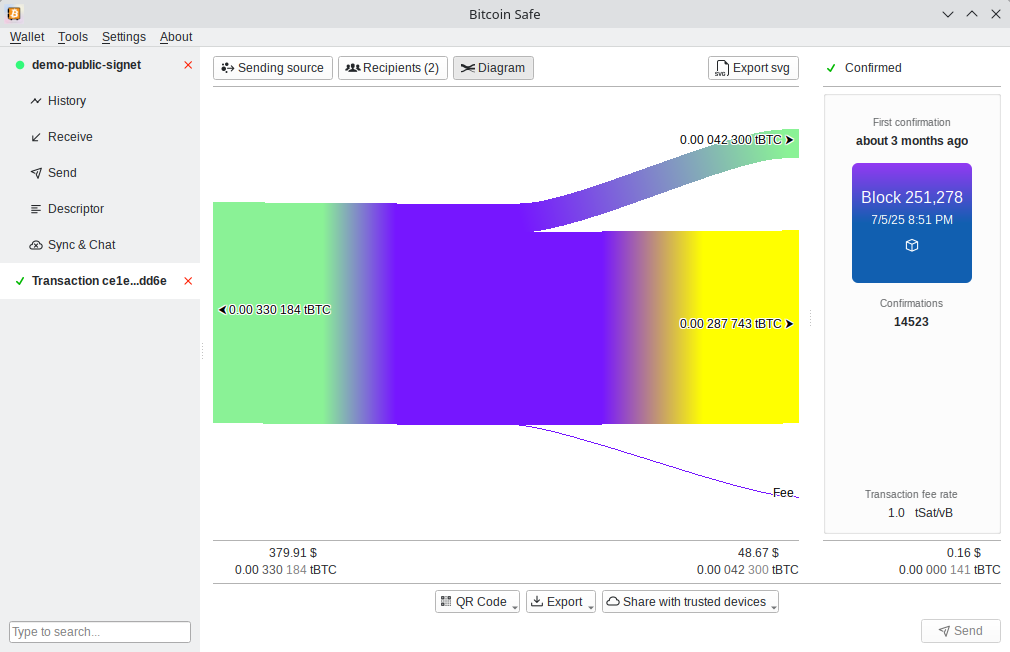 Bitcoin Safe
Wallet Tools Settings About
demo-public-signet
History
Receive
Send
Descriptor
Sync & Chat
Transaction ce1e...dd6e
Type to search...
Sending source
Recipients (2)
Diagram
SVG
Export svg
0.00 042 300 tBTC
0.00 330 184 tBTC
0.00 287 743 tBTC
Fee
379.91 $
0.00 330 184 tBTC
48.67 $
0.00 042 300 tBTC
QR Code
Export
Share with trusted devices
Confirmed
First confirmation
about 3 months ago
Block 251,278
7/5/25 8:51 PM
Confirmations
14523
Transaction fee rate
1.0 tSat/vB
0.16 $
0.00 000 141 tBTC
Send